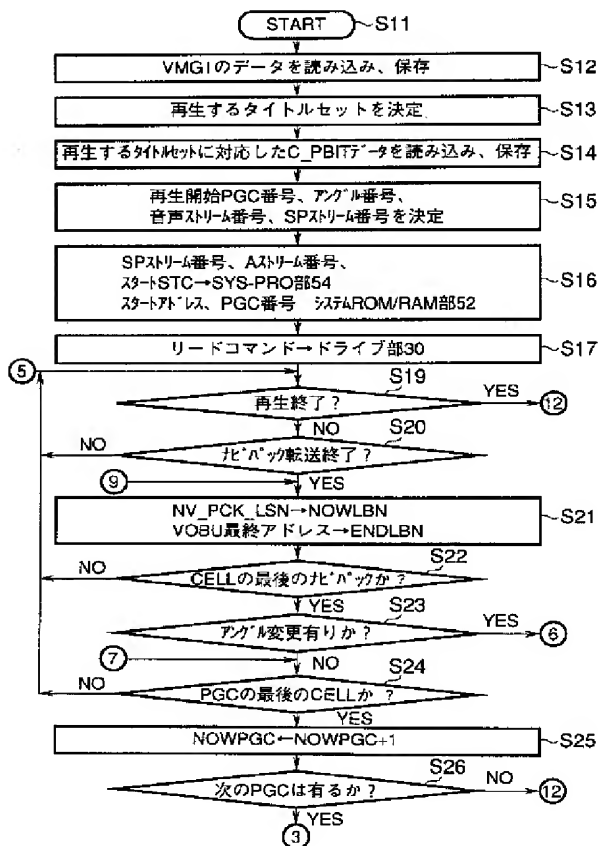 START S11
VMGIのデータを読み込み、保存 S12
再生するタイトルセットを決定 S13
再生するタイトルセットに対応したC_PBITデータを読み込み、保存 S14
再生開始PGC番号、アングル番号、
音声ストリーム番号、SPストリーム番号を決定 S15
SPストリーム番号、Aストリーム番号、
スタートSTC→SYS-PRO部54
スタートアドレス、PGC番号 システムROM/RAM部52 S16
リードコマンド→ドライブ部30 S17
5
S19
再生終了? YES 12
NO S20
NO ナビパック転送終了?
9 YES
NV_PCK_LSN→NOWLBN
VOBU最終アドレス→ENDLBN S21
S22
NO CELLの最後のナビパックか?
YES S23
アングル変更有りか? YES 6
7 NO
S24
NO PGCの最後のCELLか?
YES
NOWPGC←NOWPGC+1 S25
S26
次のPGCは有るか? NO 12
YES
3